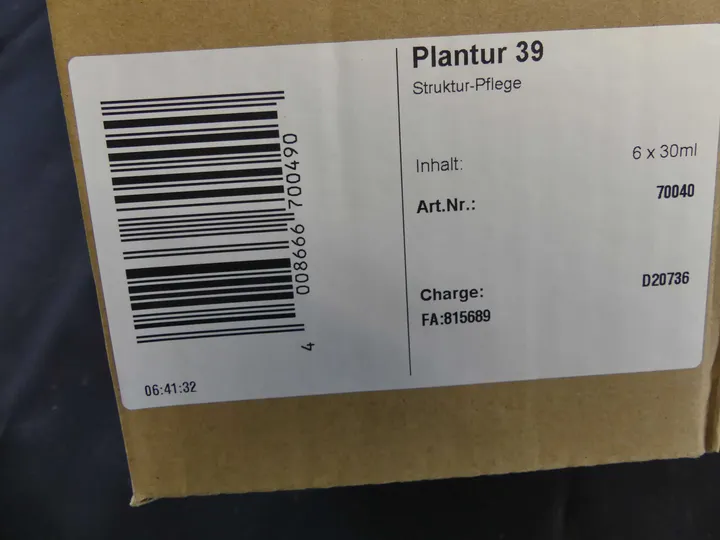 Plantur 39
Struktur-Pflege
Inhalt: 6 x 30ml
Art.Nr.: 70040
Charge: D20736
FA:815689
4 008666 700490
06:41:32